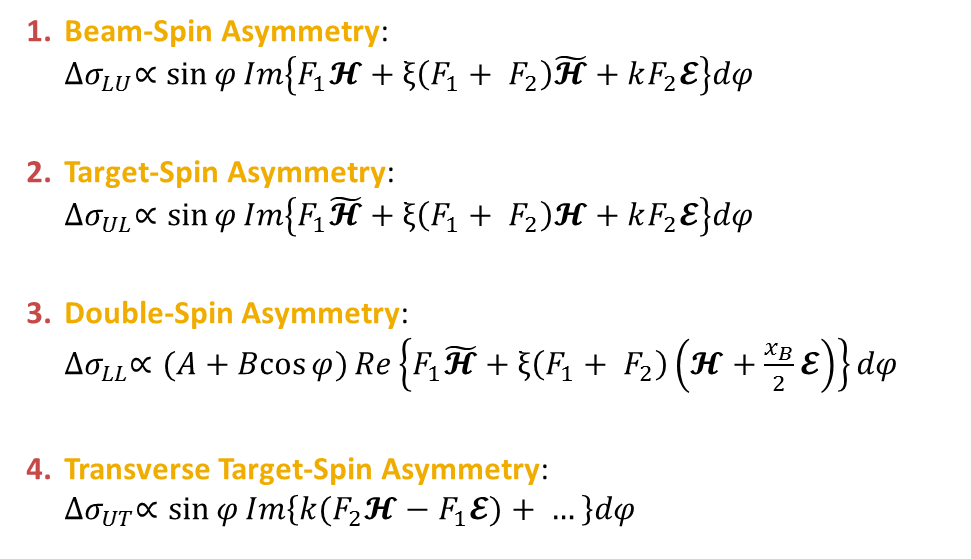 1. Beam-Spin Asymmetry:
Δσ_LU ∝ sin φ Im{F₁ℋ + ξ(F₁ + F₂)ℋ̃ + kF₂ℰ}dφ
2. Target-Spin Asymmetry:
Δσ_UL ∝ sin φ Im{F₁ℋ̃ + ξ(F₁ + F₂)ℋ + kF₂ℰ}dφ
3. Double-Spin Asymmetry:
Δσ_LL ∝ (A + Bcos φ) Re {F₁ℋ̃ + ξ(F₁ + F₂) (ℋ + x_B/2 ℰ)} dφ
4. Transverse Target-Spin Asymmetry:
Δσ_UT ∝ sin φ Im{k(F₂ℋ − F₁ℰ) + … }dφ